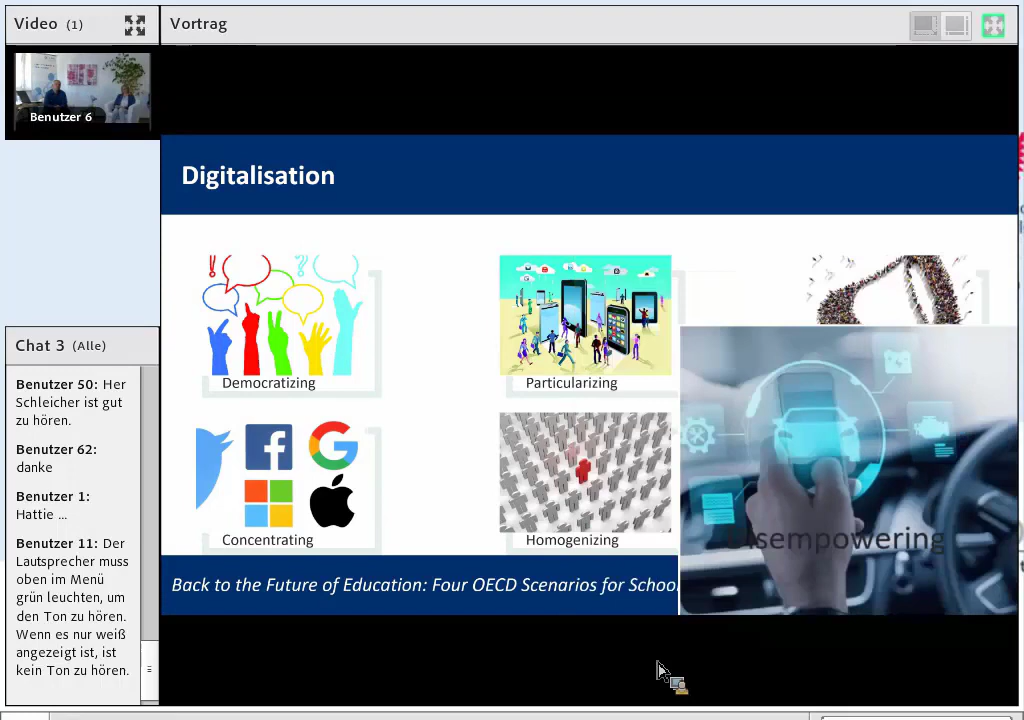 Video (1)
Vortrag
Benutzer 6
Digitalisation
Democratizing
Particularizing
Concentrating
Homogenizing
Disempowering
Back to the Future of Education: Four OECD Scenarios for School
Chat 3 (Alle)
Benutzer 50: Her
Schleicher ist gut
zu hören.
Benutzer 62:
danke
Benutzer 1:
Hattie ...
Benutzer 11: Der
Lautsprecher muss
oben im Menü
grün leuchten, um
den Ton zu hören.
Wenn es nur weiß
angezeigt ist, ist
kein Ton zu hören.